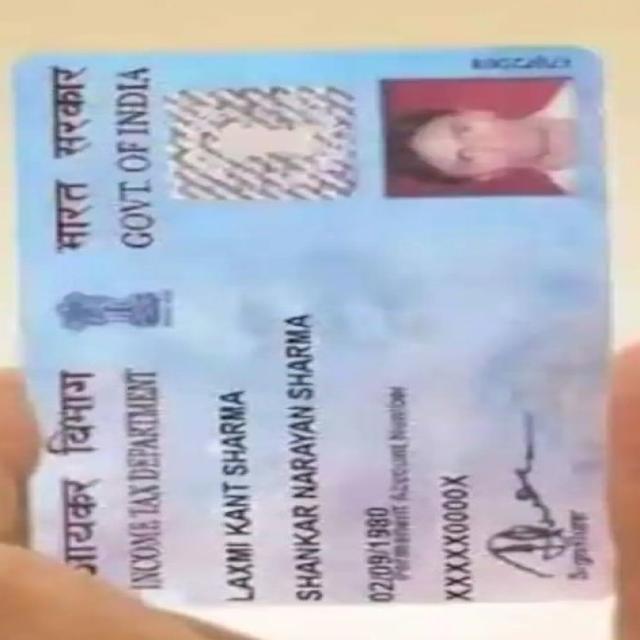 आयकर विभाग
भारत सरकार
INCOME TAX DEPARTMENT
GOVT. OF INDIA
LAXMI KANT SHARMA
SHANKAR NARAYAN SHARMA
02/09/1980
Permanent Account Number
XXXXX0000X
Signature